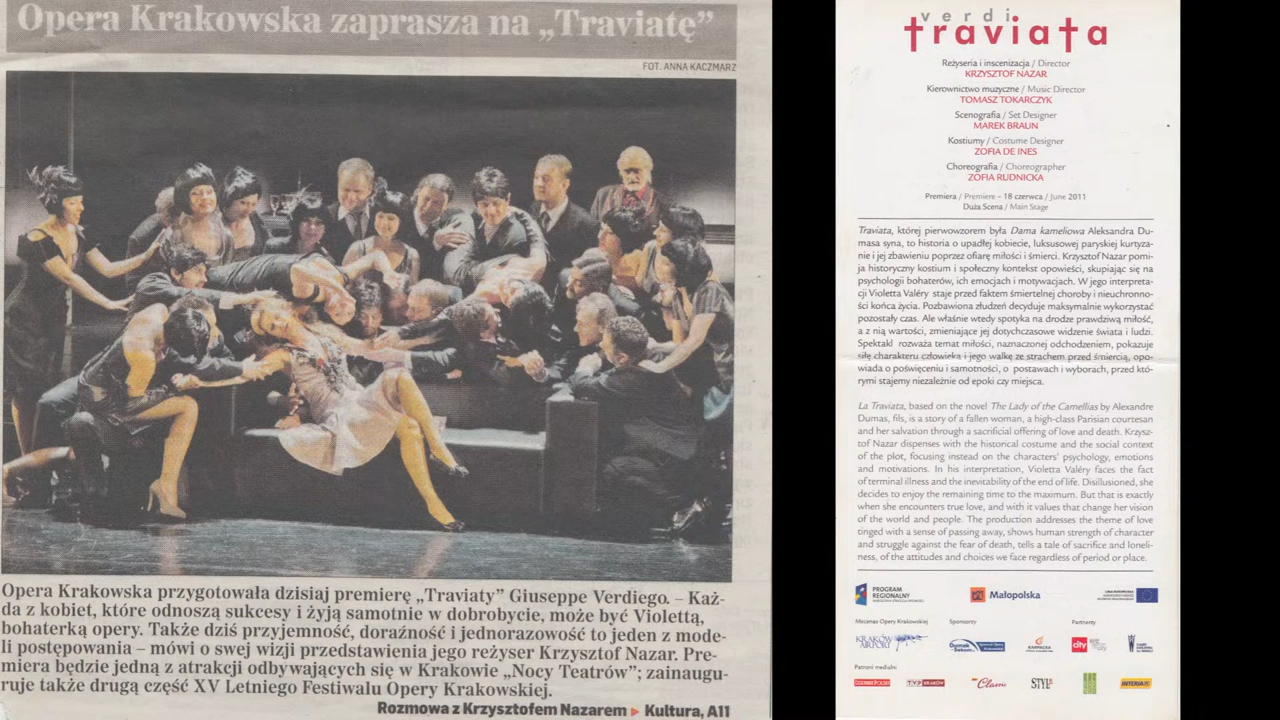 Opera Krakowska zaprasza na „Traviatę”
FOT. ANNA KACZMARZ
Opera Krakowska przygotowała dzisiaj premierę „Traviaty” Giuseppe Verdiego. – Każ-
da z kobiet, które odnoszą sukcesy i żyją samotnie w dobrobycie, może być Violettą,
bohaterką opery. Także dziś przyjemność, doraźność i jednorazowość to jeden z mode-
li postępowania – mówi o swojej wizji przedstawienia jego reżyser Krzysztof Nazar. Pre-
miera będzie jedną z atrakcji odbywających się w Krakowie „Nocy Teatrów”; zainaugu-
ruje także drugą część XV Letniego Festiwalu Opery Krakowskiej.
Rozmowa z Krzysztofem Nazarem ▶ Kultura, A11
verdi
traviata
Reżyseria i inscenizacja / Director
KRZYSZTOF NAZAR
Kierownictwo muzyczne / Music Director
TOMASZ TOKARCZYK
Scenografia / Set Designer
MAREK BRAUN
Kostiumy / Costume Designer
ZOFIA DE INES
Choreografia / Choreographer
ZOFIA RUDNICKA
Premiera / Premiere – 18 czerwca / June 2011
Duża Scena / Main Stage
Traviata, której pierwowzorem była Dama kameliowa Aleksandra Du-
masa syna, to historia o upadłej kobiecie, luksusowej paryskiej kurtyza-
nie i jej zbawieniu poprzez ofiarę miłości i śmierci. Krzysztof Nazar pomi-
ja historyczny kostium i społeczny kontekst opowieści, skupiając się na
psychologii bohaterów, ich emocjach i motywacjach. W jego interpreta-
cji Violetta Valéry staje przed faktem śmiertelnej choroby i nieuchronno-
ści końca życia. Pozbawiona złudzeń decyduje maksymalnie wykorzystać
pozostały czas. Ale właśnie wtedy spotyka na drodze prawdziwą miłość,
a z nią wartości, zmieniające jej dotychczasowe widzenie świata i ludzi.
Spektakl rozważa temat miłości, naznaczonej odchodzeniem, pokazuje
siłę charakteru człowieka i jego walkę ze strachem przed śmiercią, opo-
wiada o poświęceniu i samotności, o postawach i wyborach, przed któ-
rymi stajemy niezależnie od epoki czy miejsca.
La Traviata, based on the novel The Lady of the Camellias by Alexandre
Dumas, fils, is a story of a fallen woman, a high-class Parisian courtesan
and her salvation through a sacrificial offering of love and death. Krzysz-
tof Nazar dispenses with the historical costume and the social context
of the plot, focusing instead on the characters' psychology, emotions
and motivations. In his interpretation, Violetta Valéry faces the fact
of terminal illness and the inevitability of the end of life. Disillusioned, she
decides to enjoy the remaining time to the maximum. But that is exactly
when she encounters true love, and with it values that change her vision
of the world and people. The production addresses the theme of love
tinged with a sense of passing away, shows human strength of character
and struggle against the fear of death, tells a tale of sacrifice and loneli-
ness, of the attitudes and choices we face regardless of period or place.
PROGRAM
REGIONALNY
Małopolska
Mecenas Opery Krakowskiej
Sponsorzy
Partnerzy
KRAKÓW
AIRPORT
KARPACKA
dty
Patroni medialni
DZIENNIK POLSKI
TVP KRAKÓW
Classic
STYL
INTERIA